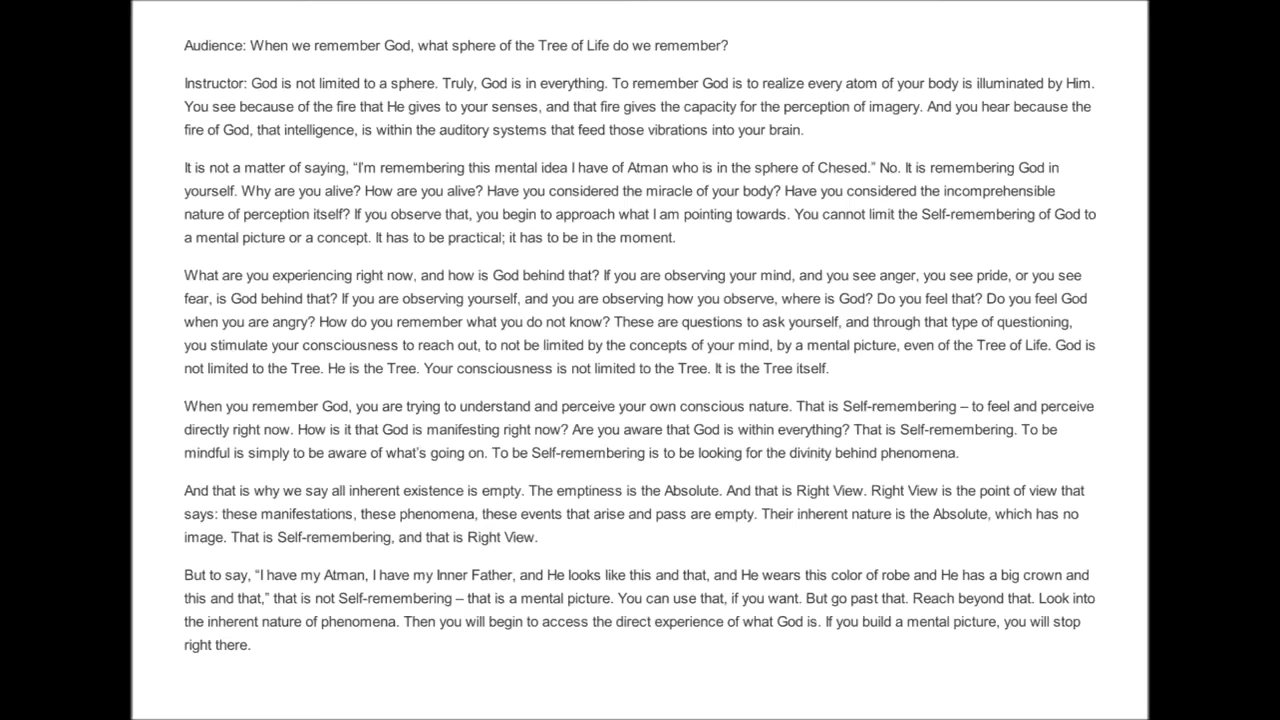 Audience: When we remember God, what sphere of the Tree of Life do we remember?
Instructor: God is not limited to a sphere. Truly, God is in everything. To remember God is to realize every atom of your body is illuminated by Him.
You see because of the fire that He gives to your senses, and that fire gives the capacity for the perception of imagery. And you hear because the
fire of God, that intelligence, is within the auditory systems that feed those vibrations into your brain.
It is not a matter of saying, “I’m remembering this mental idea I have of Atman who is in the sphere of Chesed.” No. It is remembering God in
yourself. Why are you alive? How are you alive? Have you considered the miracle of your body? Have you considered the incomprehensible
nature of perception itself? If you observe that, you begin to approach what I am pointing towards. You cannot limit the Self-remembering of God to
a mental picture or a concept. It has to be practical; it has to be in the moment.
What are you experiencing right now, and how is God behind that? If you are observing your mind, and you see anger, you see pride, or you see
fear, is God behind that? If you are observing yourself, and you are observing how you observe, where is God? Do you feel that? Do you feel God
when you are angry? How do you remember what you do not know? These are questions to ask yourself, and through that type of questioning,
you stimulate your consciousness to reach out, to not be limited by the concepts of your mind, by a mental picture, even of the Tree of Life. God is
not limited to the Tree. He is the Tree. Your consciousness is not limited to the Tree. It is the Tree itself.
When you remember God, you are trying to understand and perceive your own conscious nature. That is Self-remembering – to feel and perceive
directly right now. How is it that God is manifesting right now? Are you aware that God is within everything? That is Self-remembering. To be
mindful is simply to be aware of what’s going on. To be Self-remembering is to be looking for the divinity behind phenomena.
And that is why we say all inherent existence is empty. The emptiness is the Absolute. And that is Right View. Right View is the point of view that
says: these manifestations, these phenomena, these events that arise and pass are empty. Their inherent nature is the Absolute, which has no
image. That is Self-remembering, and that is Right View.
But to say, “I have my Atman, I have my Inner Father, and He looks like this and that, and He wears this color of robe and He has a big crown and
this and that,” that is not Self-remembering – that is a mental picture. You can use that, if you want. But go past that. Reach beyond that. Look into
the inherent nature of phenomena. Then you will begin to access the direct experience of what God is. If you build a mental picture, you will stop
right there.